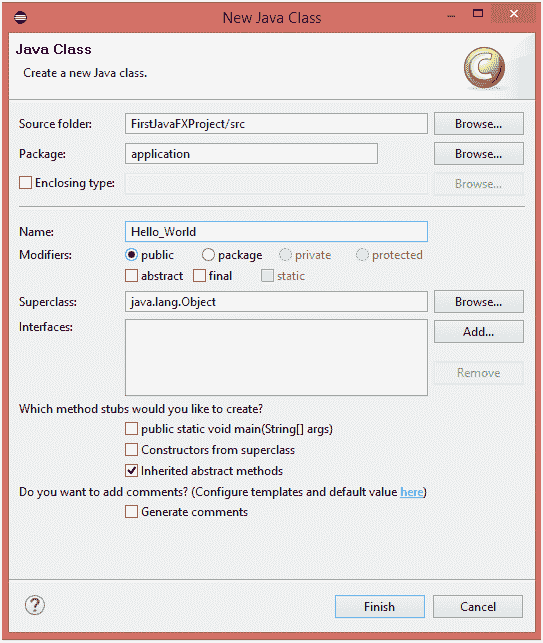 New Java Class
Java Class
Create a new Java class.
Source folder: FirstJavaFXProject/src Browse...
Package: application Browse...
Enclosing type: Browse...
Name: Hello_World
Modifiers: public package private protected
abstract final static
Superclass: java.lang.Object Browse...
Interfaces: Add...
Remove
Which method stubs would you like to create?
public static void main(String[] args)
Constructors from superclass
Inherited abstract methods
Do you want to add comments? (Configure templates and default value here)
Generate comments
? Finish Cancel